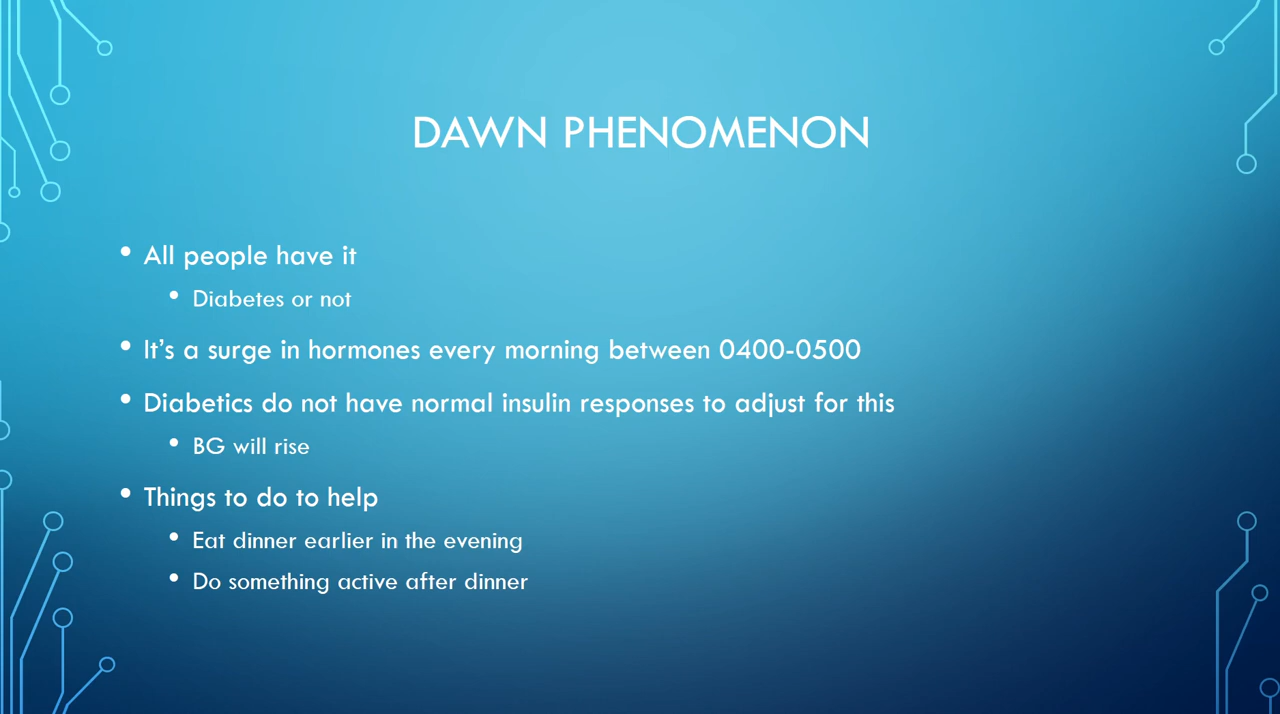 DAWN PHENOMENON
• All people have it
• Diabetes or not
• It's a surge in hormones every morning between 0400-0500
• Diabetics do not have normal insulin responses to adjust for this
• BG will rise
• Things to do to help
• Eat dinner earlier in the evening
• Do something active after dinner